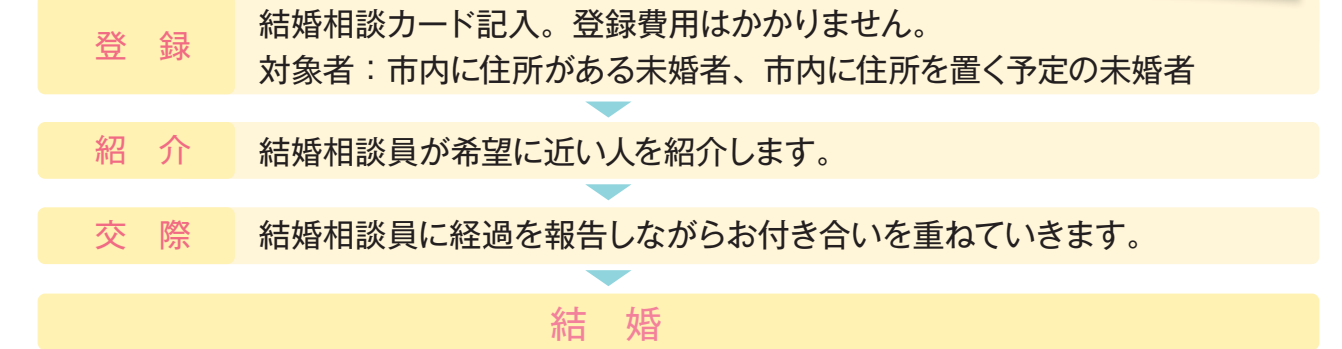 登　録
結婚相談カード記入。登録費用はかかりません。
対象者：市内に住所がある未婚者、市内に住所を置く予定の未婚者
紹　介
結婚相談員が希望に近い人を紹介します。
交　際
結婚相談員に経過を報告しながらお付き合いを重ねていきます。
結　婚